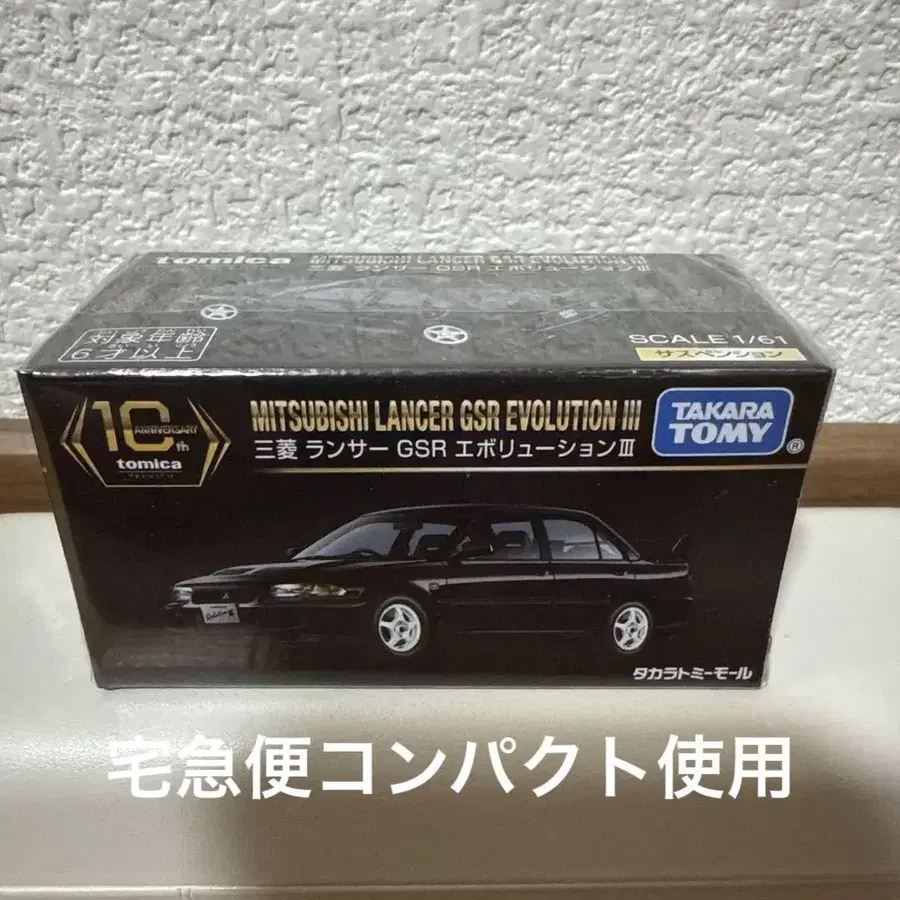 tomica
MITSUBISHI LANCER GSR EVOLUTION III
三菱 ランサー GSR エボリューションⅢ
対象年齢
6才以上
SCALE 1/61
サスペンション
10th
ANNIVERSARY
tomica
MITSUBISHI LANCER GSR EVOLUTION III
三菱 ランサー GSR エボリューションⅢ
TAKARA
TOMY
®
タカラトミーモール
宅急便コンパクト使用